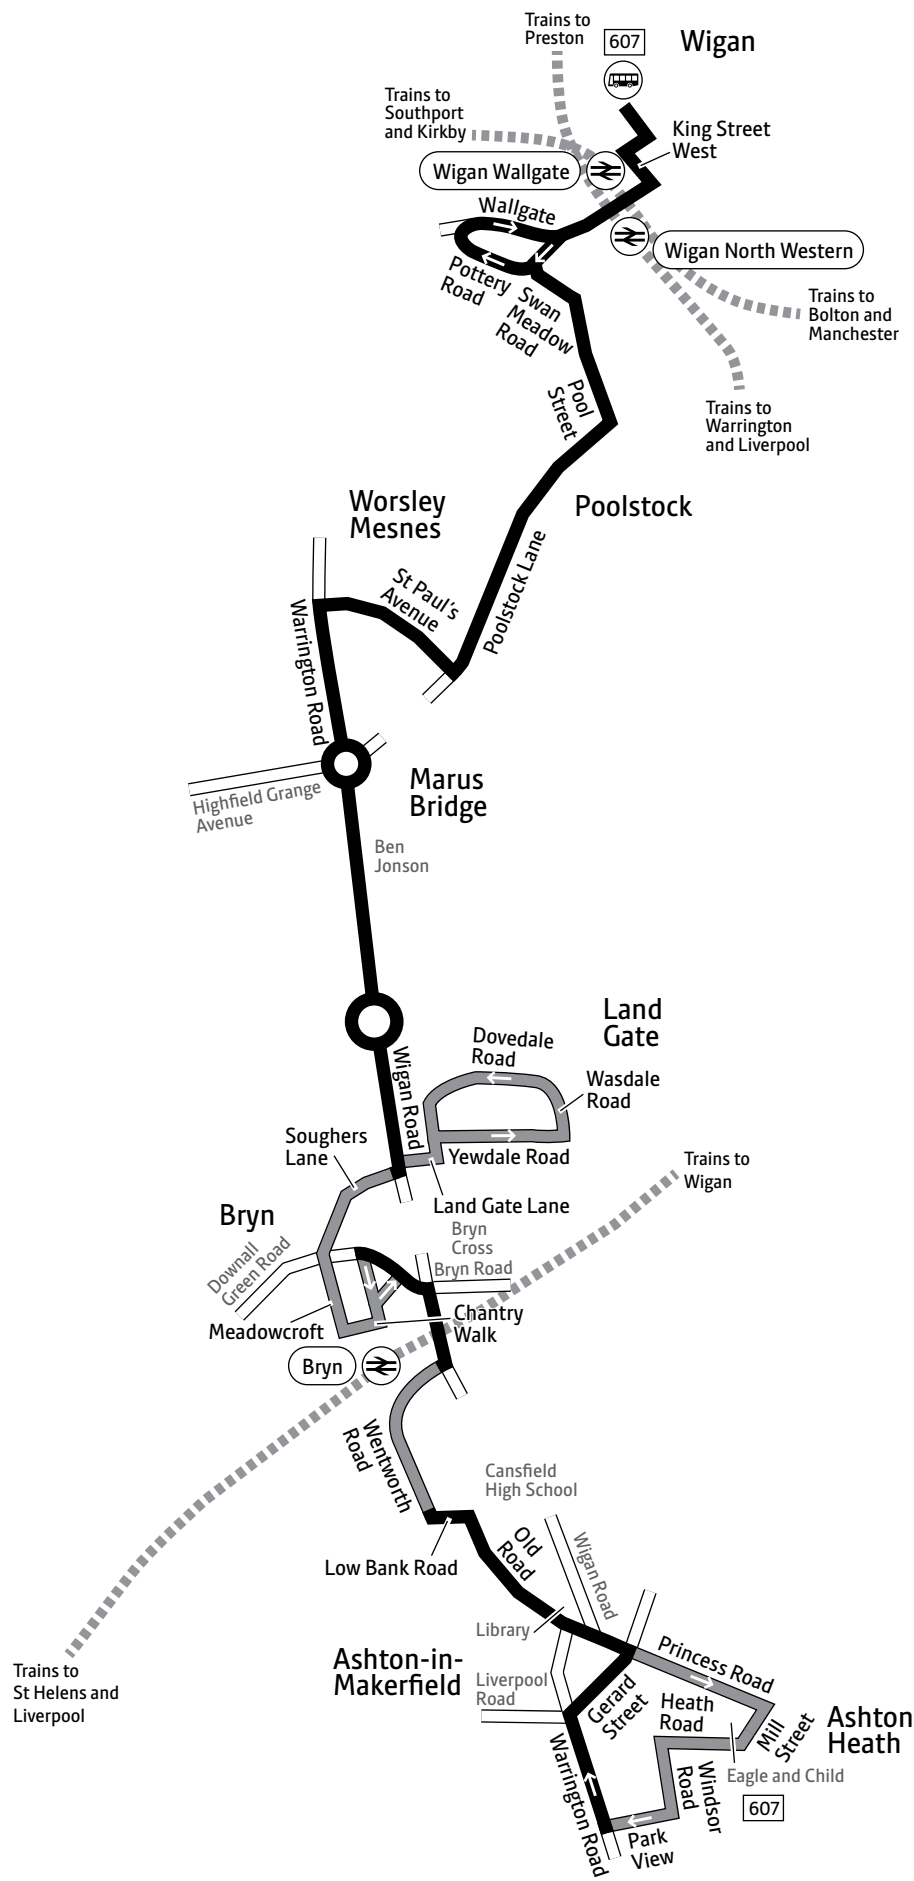 Trains to
Preston
607
Wigan
Trains to
Southport
and Kirkby
King Street
West
Wigan Wallgate
Wallgate
Wigan North Western
Pottery
Road
Swan
Meadow
Road
Trains to
Bolton and
Manchester
Pool
Street
Trains to
Warrington
and Liverpool
Worsley
Mesnes
Poolstock
St Paul's
Avenue
Poolstock Lane
Warrington Road
Highfield Grange
Avenue
Marus
Bridge
Ben
Jonson
Land
Gate
Dovedale
Road
Wasdale
Road
Wigan Road
Soughers
Lane
Yewdale Road
Trains to
Wigan
Land Gate Lane
Bryn
Bryn
Cross
Downall
Green Road
Bryn Road
Meadowcroft
Chantry
Walk
Bryn
Wentworth
Road
Cansfield
High School
Old
Road
Wigan Road
Low Bank Road
Library
Ashton-in-
Makerfield
Trains to
St Helens and
Liverpool
Princess Road
Liverpool
Road
Gerard
Street
Heath
Road
Mill
Street
Ashton
Heath
Warrington Road
Windsor
Road
Eagle and Child
607
Park
View